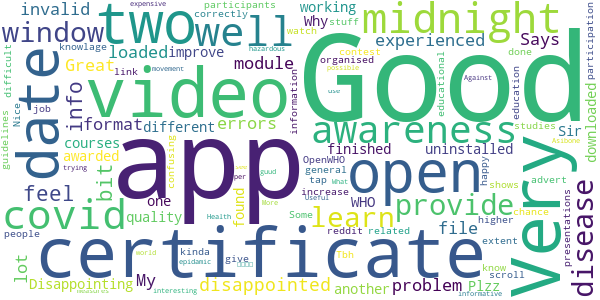 invalid two well participants working Why stuff midnight Says
knowlage correctly
window loaded improve watch experienced
hazardous contest
expensive
Great link module organised done
job movement
date video Good
info format different errors awareness
difficult
Nice
guidelines
courses finished uninstalled Sir
awarded educational education studies
information
downloaded participation
feel bit one confusing found OpenWHO general tap advert
app open very
possible use Against Asibone
covid quality learn WHO provide disease
trying
happy
chance
shows higher
people lot kinda per guud What increase reddit related file extent presentations
Disappointing My certificate
Health More Some Useful
another give disappointed Tbh problem Plzz
know scroll
world epidamic
measures interesting informative